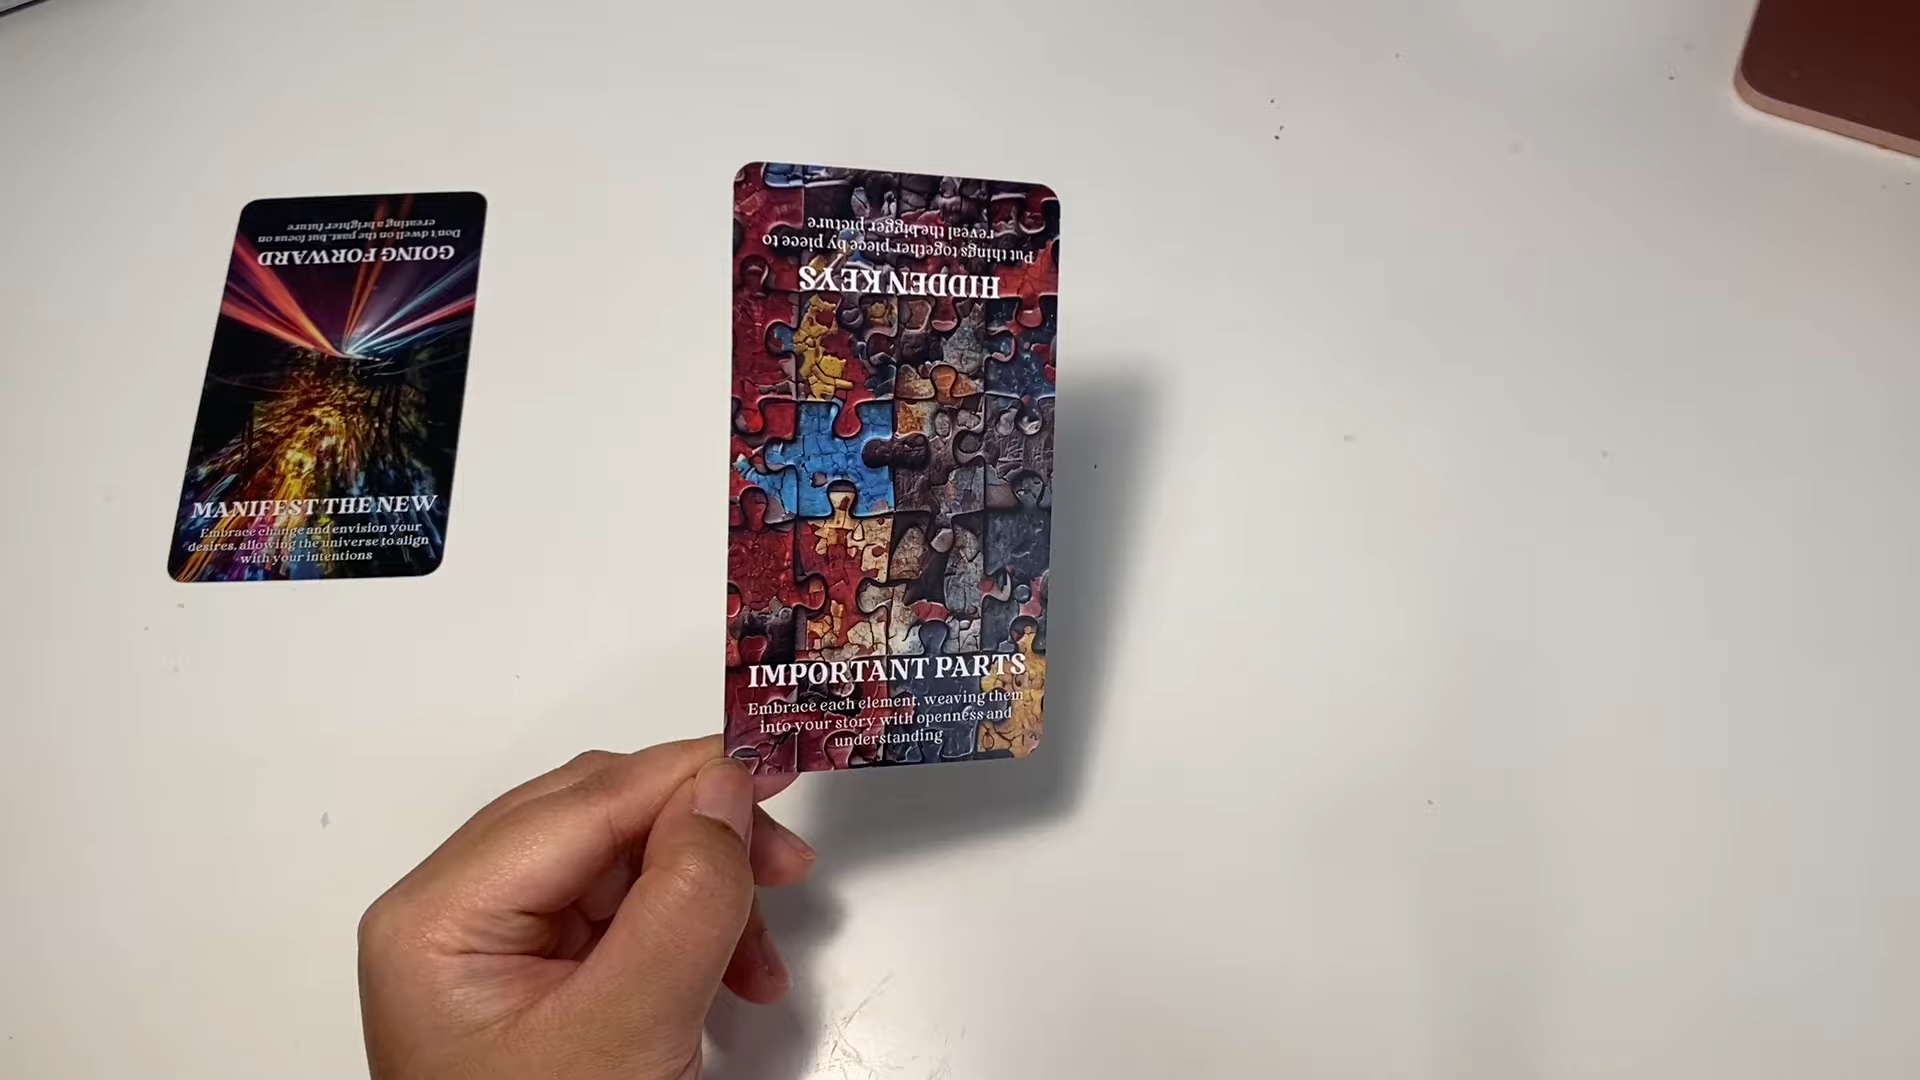 GOING FORWARD
Don't dwell on the past, but focus on
creating a brighter future
MANIFEST THE NEW
Embrace change and envision your
desires, allowing the universe to align
with your intentions
HIDDEN KEYS
Put things together piece by piece to
reveal the bigger picture
IMPORTANT PARTS
Embrace each element, weaving them
into your story with openness and
understanding